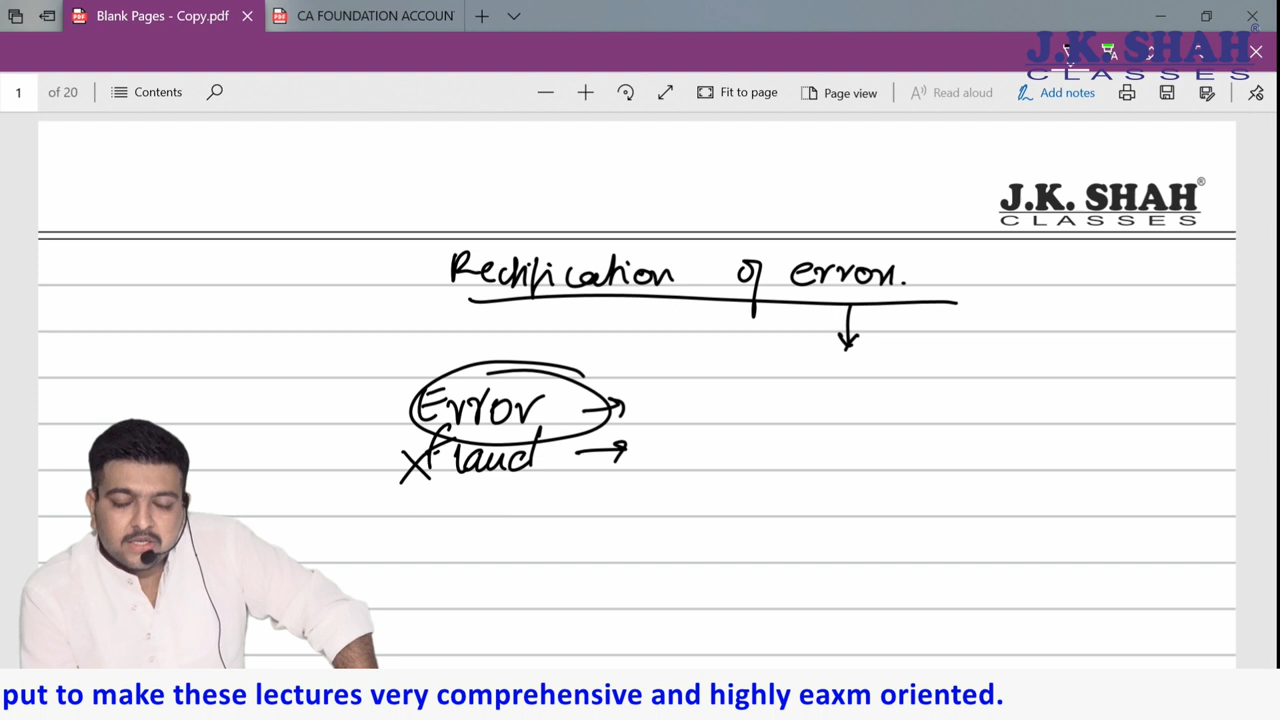 Blank Pages - Copy.pdf
CA FOUNDATION ACCOUN
J.K. SHAH®
CLASSES
1 of 20
Contents
Fit to page
Page view
Read aloud
Add notes
J.K. SHAH®
CLASSES
Rectification of error.
Error →
x Fraud →
put to make these lectures very comprehensive and highly eaxm oriented.